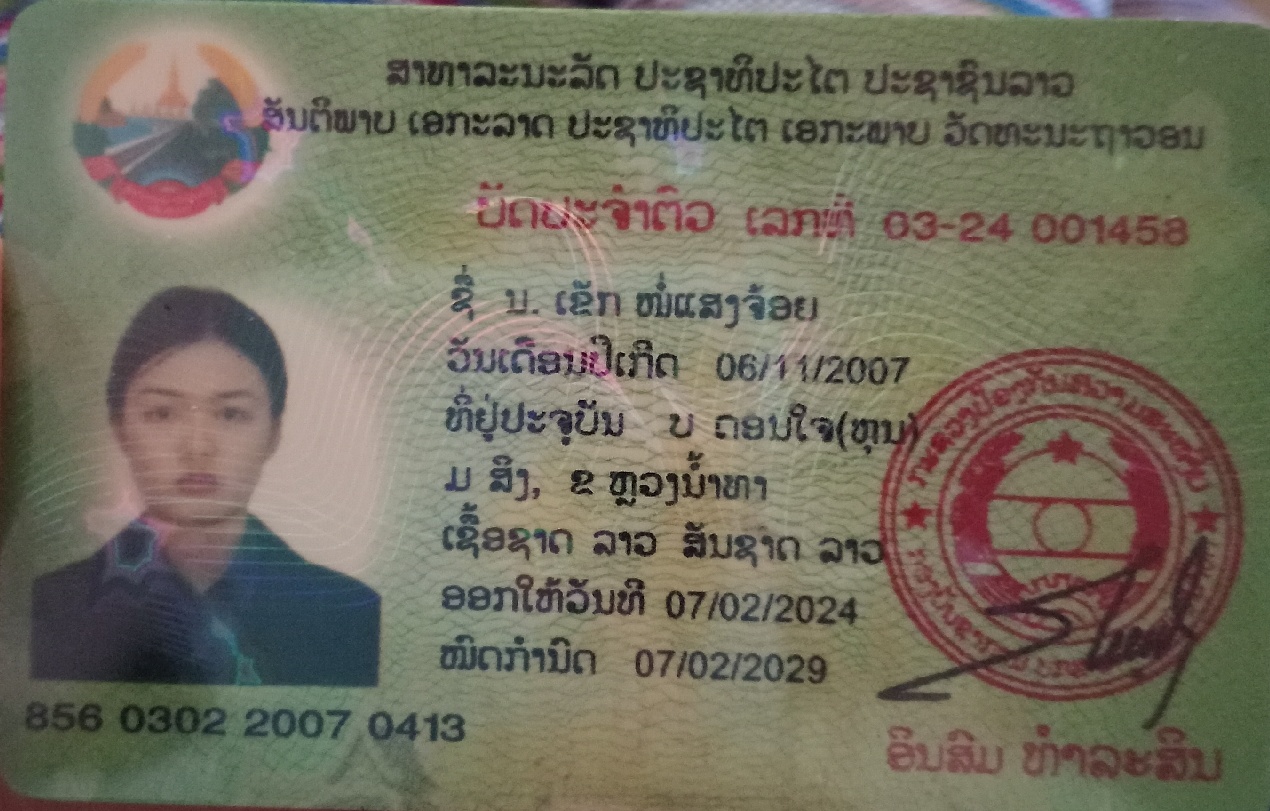 ສາທາລະນະລັດ ປະຊາທິປະໄຕ ປະຊາຊົນລາວ
ສັນຕິພາບ ເອກະລາດ ປະຊາທິປະໄຕ ເອກະພາບ ວັດທະນະຖາວອນ
ບັດປະຈຳຕົວ ເລກທີ 03-24 001458
ຊື່ ນ. ເຂັກ ໝໍ່ແສງຈ້ອຍ
ວັນເດືອນປີເກີດ 06/11/2007
ທີ່ຢູ່ປະຈຸບັນ ບ ດອນໃຈ(ທຸນ)
ມ ສິງ, ຂ ຫຼວງນ້ຳທາ
ເຊື້ອຊາດ ລາວ ສັນຊາດ ລາວ
ອອກໃຫ້ວັນທີ 07/02/2024
ໝົດກຳນົດ 07/02/2029
856 0302 2007 0413
ອິນສົມ ທຳລະສິນ